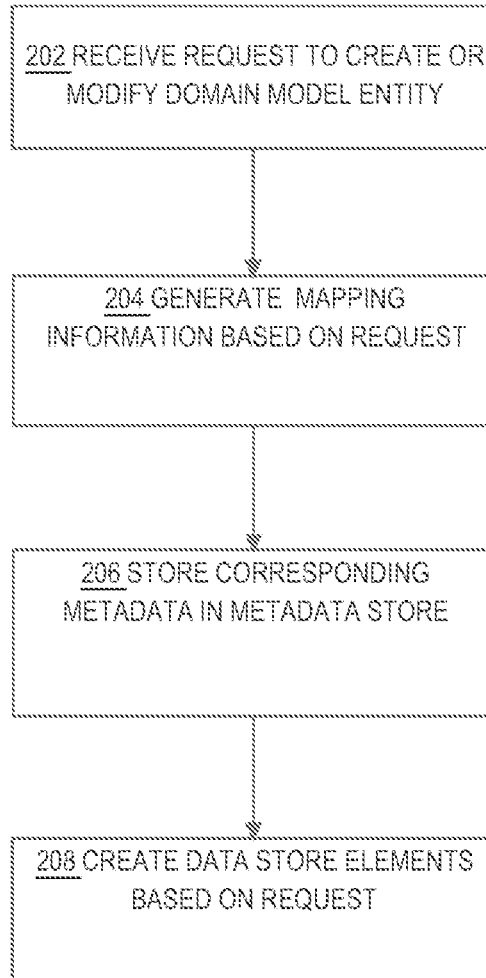 202 RECEIVE REQUEST TO CREATE OR
MODIFY DOMAIN MODEL ENTITY
204 GENERATE MAPPING
INFORMATION BASED ON REQUEST
206 STORE CORRESPONDING
METADATA IN METADATA STORE
208 CREATE DATA STORE ELEMENTS
BASED ON REQUEST